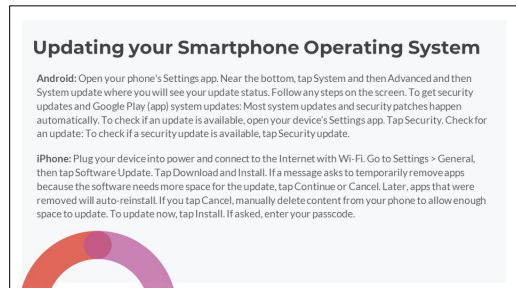 Updating your Smartphone Operating System
Android: Open your phone's Settings app. Near the bottom, tap System and then Advanced and then
System update where you will see your update status. Follow any steps on the screen. To get security
updates and Google Play (app) system updates: Most system updates and security patches happen
automatically. To check if an update is available, open your device's Settings app. Tap Security. Check for
an update: To check if a security update is available, tap Security update.
iPhone: Plug your device into power and connect to the Internet with Wi-Fi. Go to Settings > General,
then tap Software Update. Tap Download and Install. If a message asks to temporarily remove apps
because the software needs more space for the update, tap Continue or Cancel. Later, apps that were
removed will auto-reinstall. If you tap Cancel, manually delete content from your phone to allow enough
space to update. To update now, tap Install. If asked, enter your passcode.